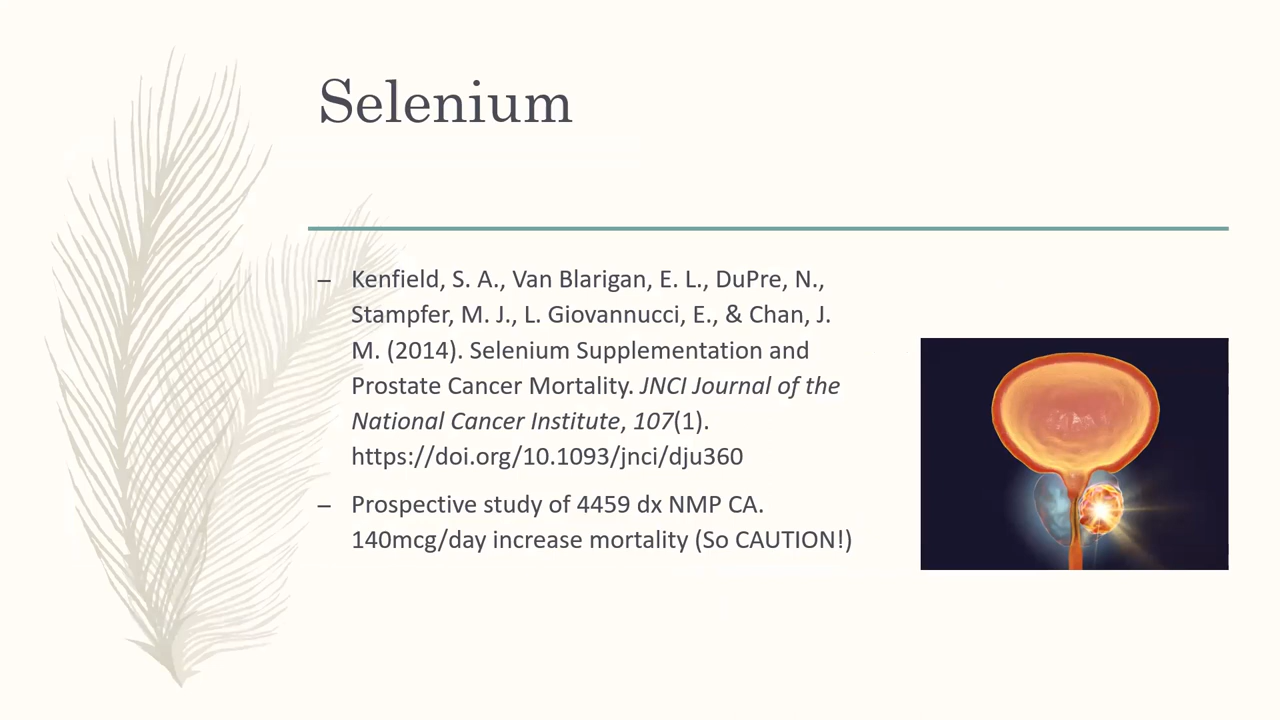 Selenium
– Kenfield, S. A., Van Blarigan, E. L., DuPre, N.,
Stampfer, M. J., L. Giovannucci, E., & Chan, J.
M. (2014). Selenium Supplementation and
Prostate Cancer Mortality. JNCI Journal of the
National Cancer Institute, 107(1).
https://doi.org/10.1093/jnci/dju360
– Prospective study of 4459 dx NMP CA.
140mcg/day increase mortality (So CAUTION!)